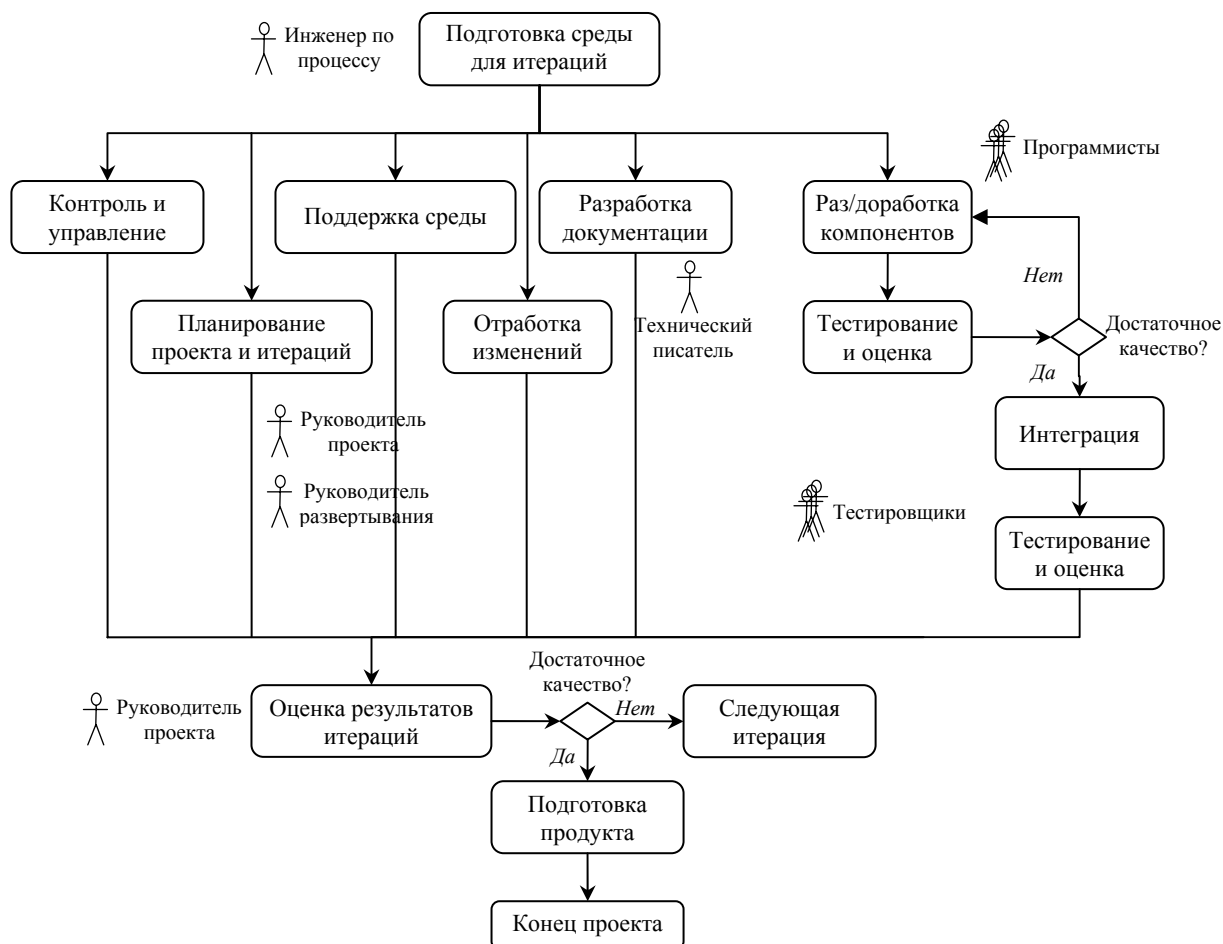 Инженер по
процессу
Подготовка среды
для итераций
Программисты
Контроль и
управление
Поддержка среды
Разработка
документации
Раз/доработка
компонентов
Нет
Планирование
проекта и итераций
Отработка
изменений
Технический
писатель
Тестирование
и оценка
Достаточное
качество?
Да
Руководитель
проекта
Интеграция
Руководитель
развертывания
Тестировщики
Тестирование
и оценка
Достаточное
качество?
Руководитель
проекта
Оценка результатов
итераций
Нет
Следующая
итерация
Да
Подготовка
продукта
Конец проекта